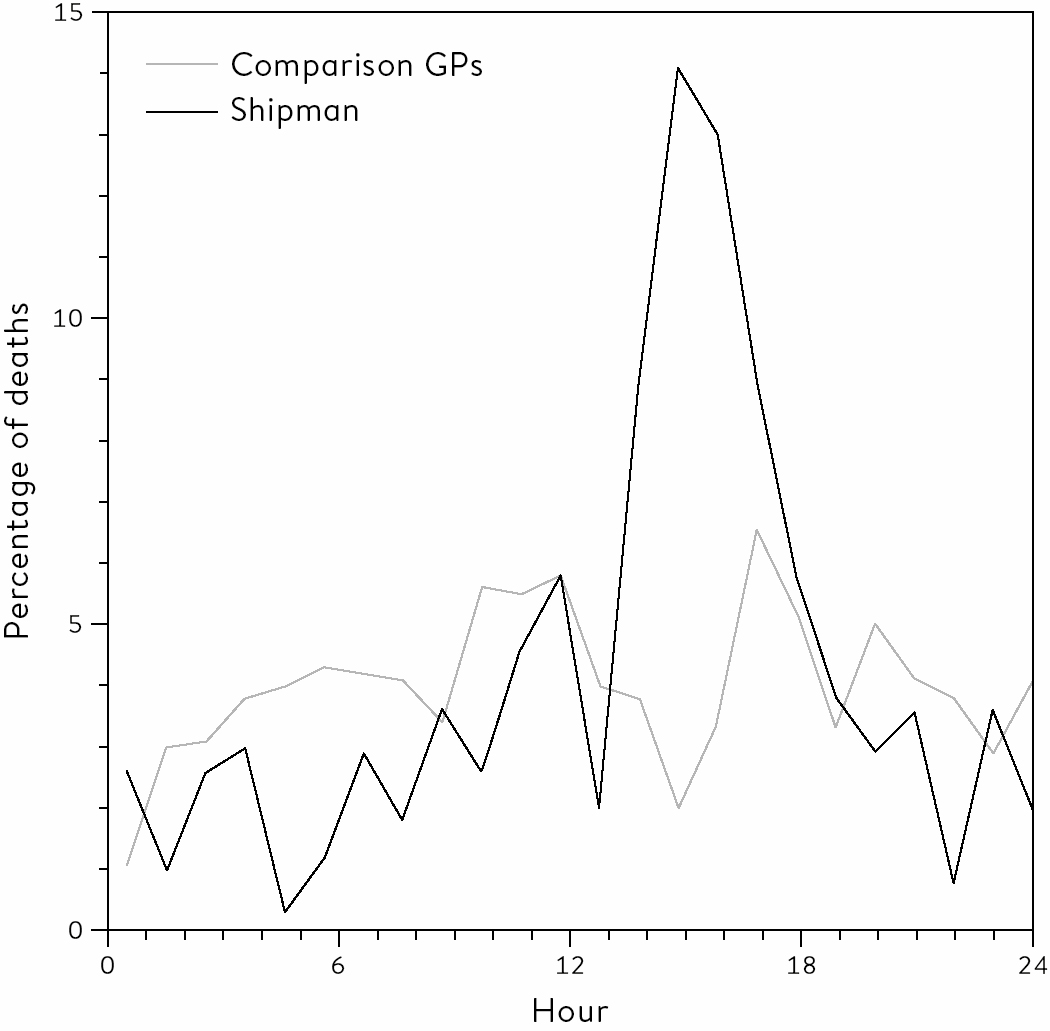 15
Comparison GPs
Shipman
10
Percentage of deaths
5
0
0 6 12 18 24
Hour